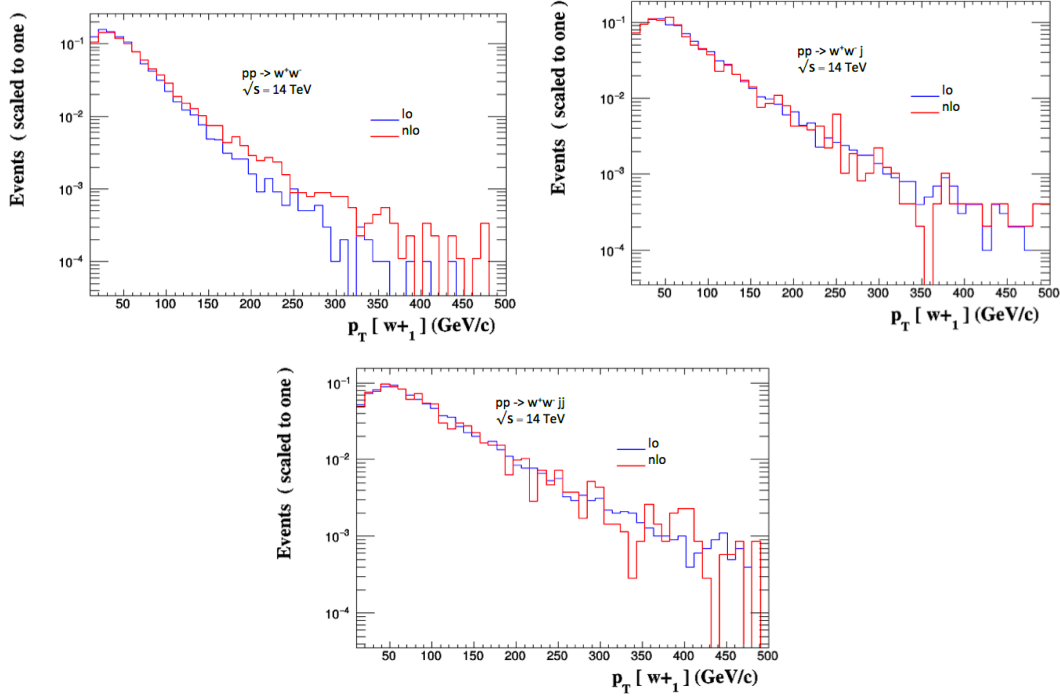 Events ( scaled to one )
10⁻¹
10⁻²
10⁻³
10⁻⁴
pp -> w⁺w⁻
√s = 14 TeV
lo
nlo
50 100 150 200 250 300 350 400 450 500
p_T [ w+_1 ] (GeV/c)
Events ( scaled to one )
10⁻¹
10⁻²
10⁻³
10⁻⁴
pp -> w⁺w⁻ j
√s = 14 TeV
lo
nlo
50 100 150 200 250 300 350 400 450 500
p_T [ w+_1 ] (GeV/c)
Events ( scaled to one )
10⁻¹
10⁻²
10⁻³
10⁻⁴
pp -> w⁺w⁻ jj
√s = 14 TeV
lo
nlo
50 100 150 200 250 300 350 400 450 500
p_T [ w+_1 ] (GeV/c)